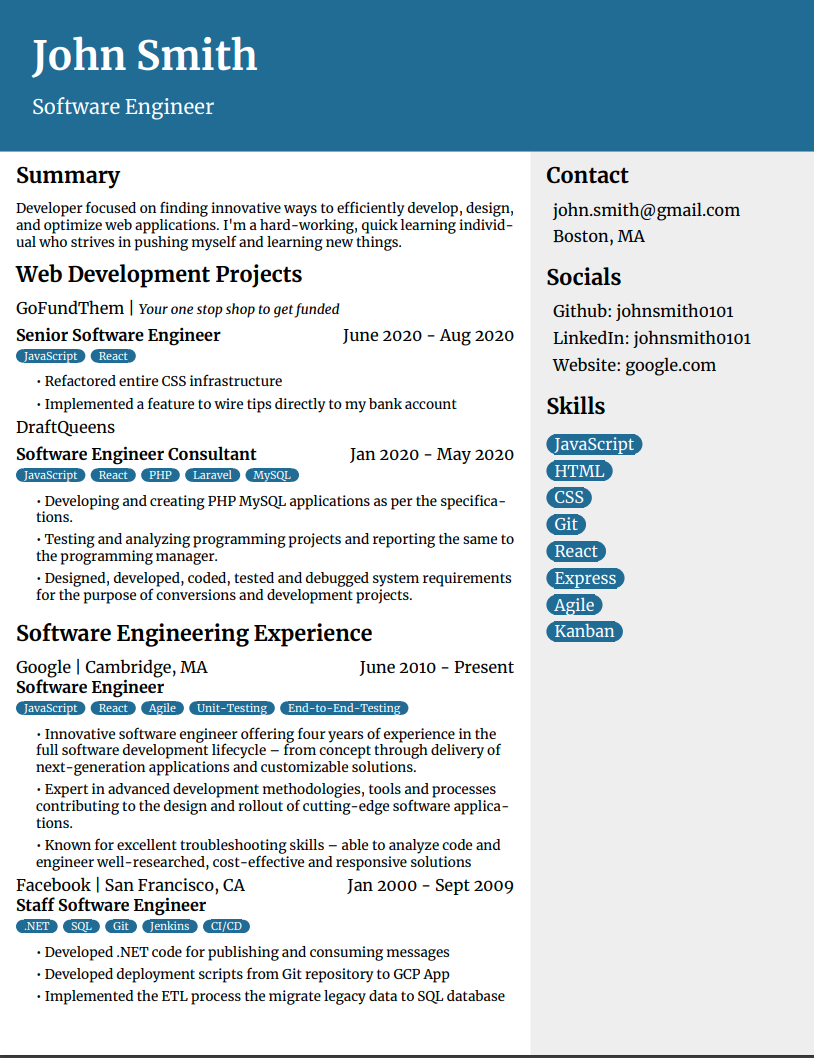 John Smith
Software Engineer
Summary
Developer focused on finding innovative ways to efficiently develop, design,
and optimize web applications. I'm a hard-working, quick learning individ-
ual who strives in pushing myself and learning new things.
Web Development Projects
GoFundThem | Your one stop shop to get funded
Senior Software Engineer June 2020 - Aug 2020
JavaScript React
• Refactored entire CSS infrastructure
• Implemented a feature to wire tips directly to my bank account
DraftQueens
Software Engineer Consultant Jan 2020 - May 2020
JavaScript React PHP Laravel MySQL
• Developing and creating PHP MySQL applications as per the specifica-
tions.
• Testing and analyzing programming projects and reporting the same to
the programming manager.
• Designed, developed, coded, tested and debugged system requirements
for the purpose of conversions and development projects.
Software Engineering Experience
Google | Cambridge, MA June 2010 - Present
Software Engineer
JavaScript React Agile Unit-Testing End-to-End-Testing
• Innovative software engineer offering four years of experience in the
full software development lifecycle – from concept through delivery of
next-generation applications and customizable solutions.
• Expert in advanced development methodologies, tools and processes
contributing to the design and rollout of cutting-edge software applica-
tions.
• Known for excellent troubleshooting skills – able to analyze code and
engineer well-researched, cost-effective and responsive solutions
Facebook | San Francisco, CA Jan 2000 - Sept 2009
Staff Software Engineer
.NET SQL Git Jenkins CI/CD
• Developed .NET code for publishing and consuming messages
• Developed deployment scripts from Git repository to GCP App
• Implemented the ETL process the migrate legacy data to SQL database
Contact
john.smith@gmail.com
Boston, MA
Socials
Github: johnsmith0101
LinkedIn: johnsmith0101
Website: google.com
Skills
JavaScript
HTML
CSS
Git
React
Express
Agile
Kanban